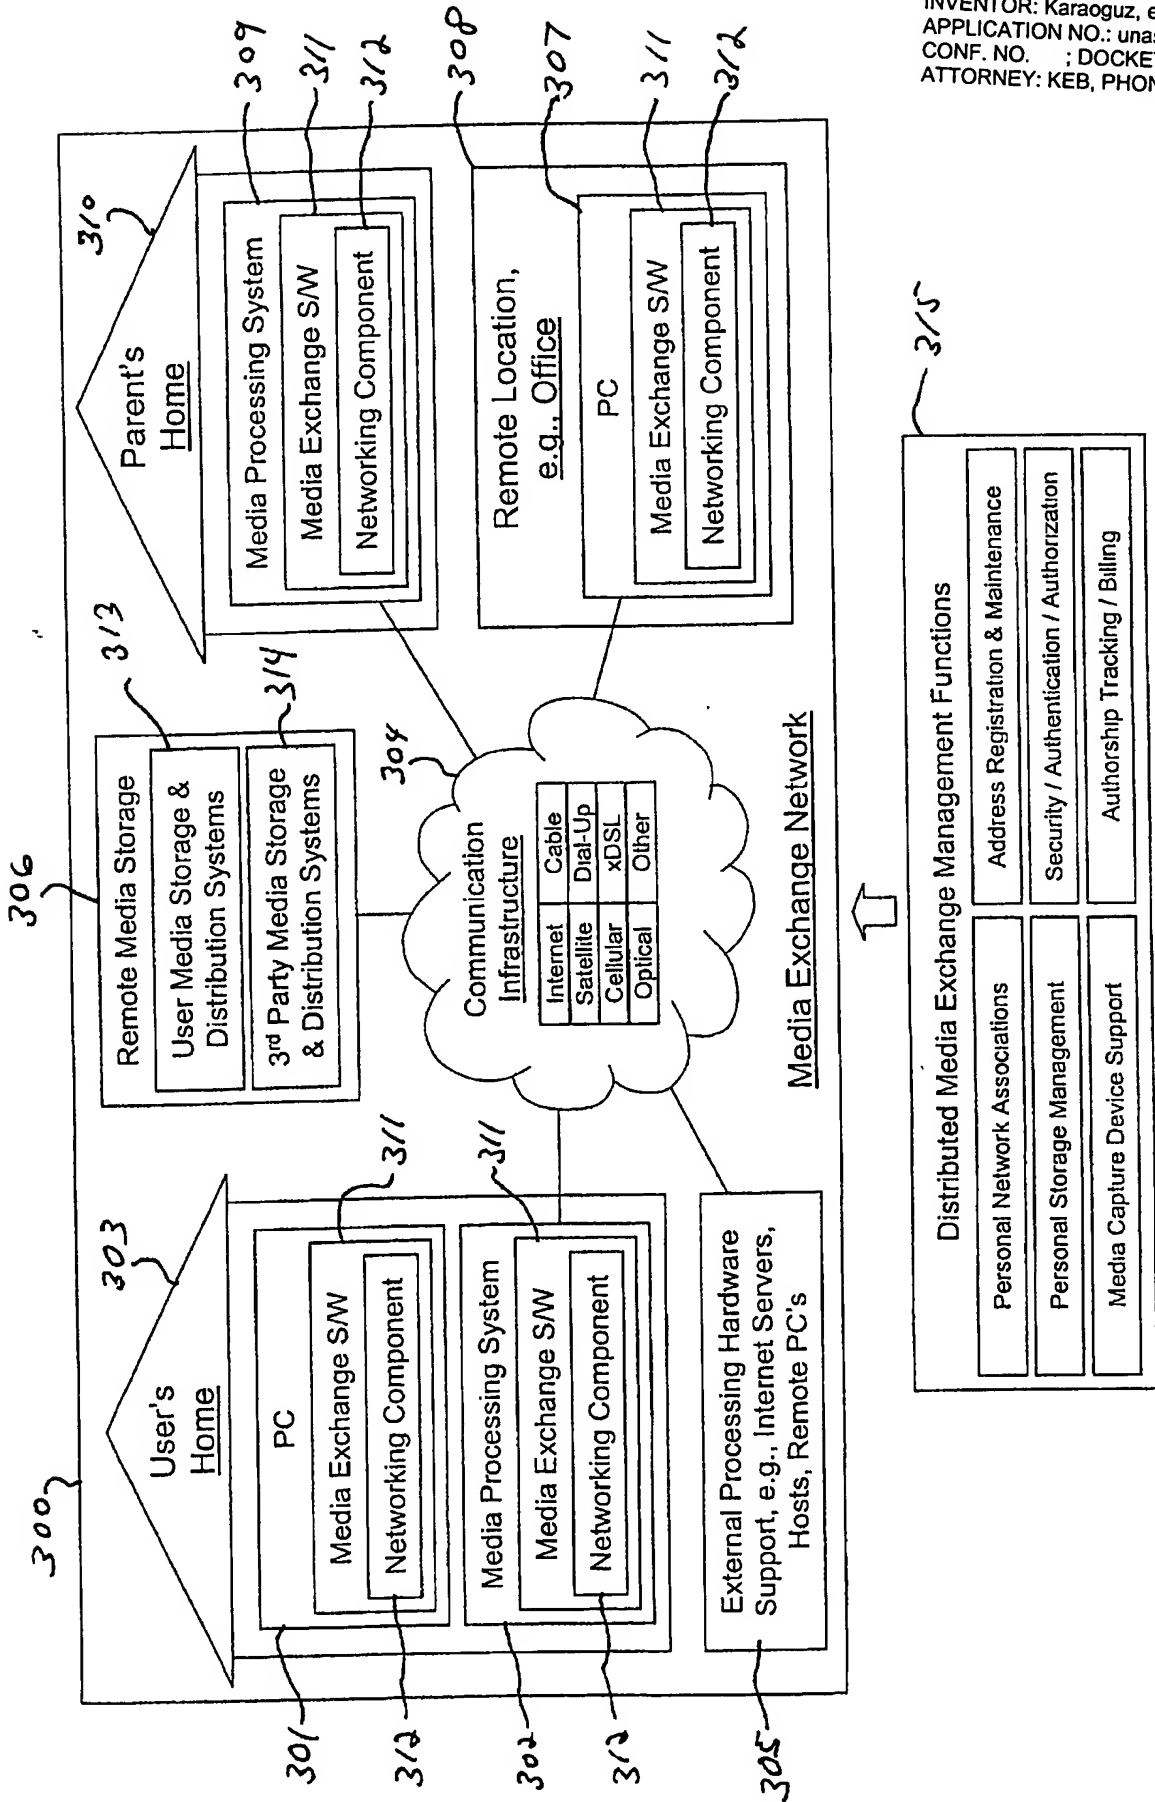 INVENTOR: Karaoguz, e
APPLICATION NO.: una
CONF. NO. ; DOCKE
ATTORNEY: KEB, PHON
300
303
User's
Home
301
PC
Media Exchange S/W
311
Networking Component
312
302
Media Processing System
Media Exchange S/W
311
Networking Component
312
305
External Processing Hardware
Support, e.g., Internet Servers,
Hosts, Remote PC's
306
Remote Media Storage
313
User Media Storage &
Distribution Systems
314
3rd Party Media Storage
& Distribution Systems
304
Communication
Infrastructure
Internet Cable
Satellite Dial-Up
Cellular xDSL
Optical Other
Media Exchange Network
310
Parent's
Home
309
Media Processing System
311
Media Exchange S/W
312
Networking Component
308
Remote Location,
e.g., Office
307
PC
311
Media Exchange S/W
312
Networking Component
315
Distributed Media Exchange Management Functions
Personal Network Associations
Address Registration & Maintenance
Personal Storage Management
Security / Authentication / Authorization
Media Capture Device Support
Authorship Tracking / Billing